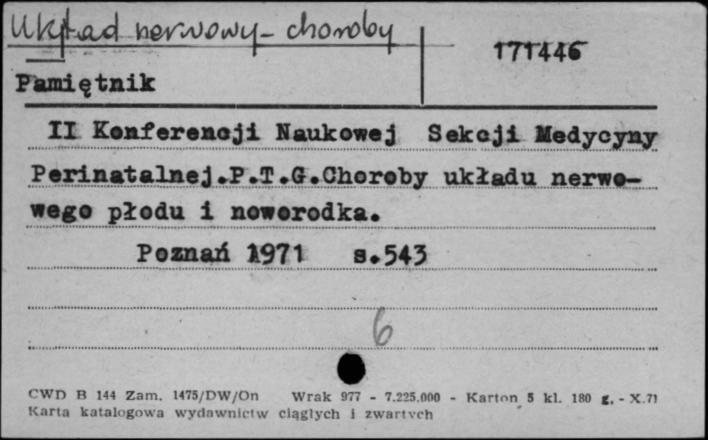 Układ nerwowy - choroby
171446
Pamiętnik
II Konferencji Naukowej Sekcji Medycyny
Perinatalnej.P.T.G.Choroby układu nerwo-
wego płodu i noworodka.
Poznań 1971 s.543
6
CWD B 144 Zam. 1475/DW/On Wrak 977 - 7.225.000 - Karton 5 kl. 180 g. - X.71
Karta katalogowa wydawnictw ciągłych i zwartych